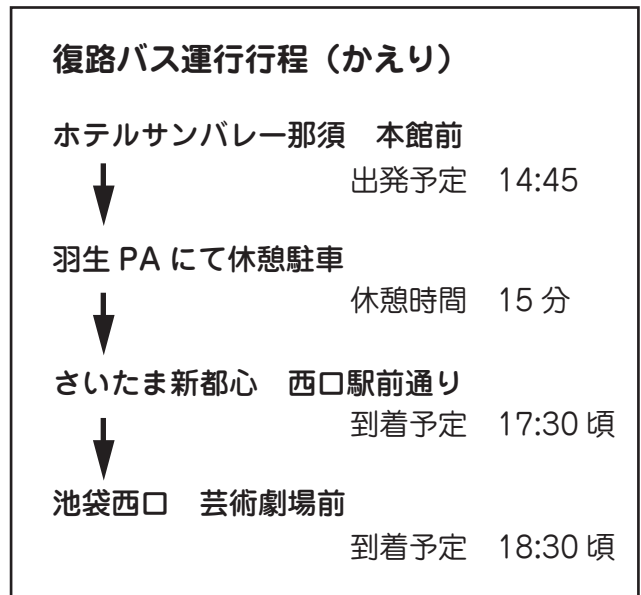 復路バス運行行程（かえり）
ホテルサンバレー那須　本館前
出発予定　14:45
羽生 PA にて休憩駐車
休憩時間　15 分
さいたま新都心　西口駅前通り
到着予定　17:30 頃
池袋西口　芸術劇場前
到着予定　18:30 頃